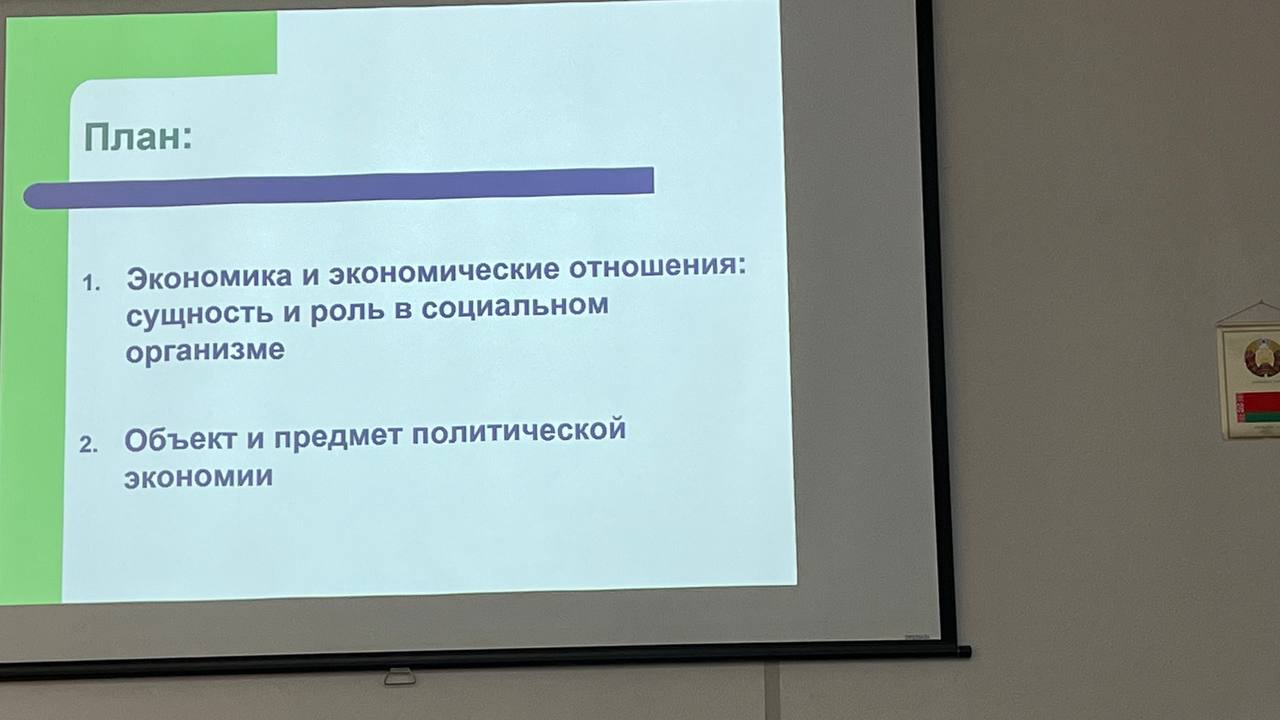 План:
1. Экономика и экономические отношения:
сущность и роль в социальном
организме
2. Объект и предмет политической
экономии